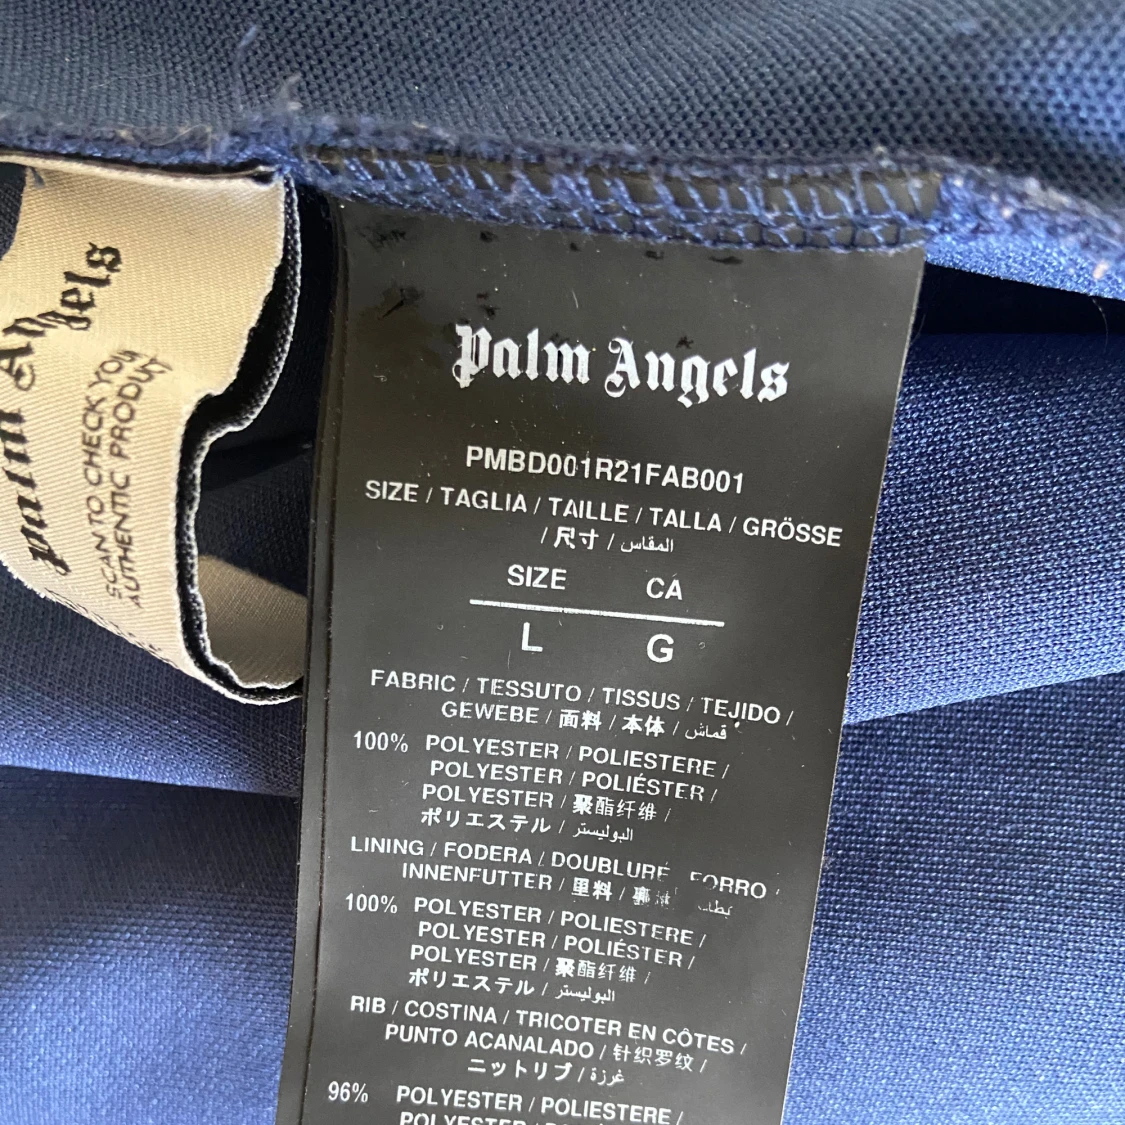 Palm Angels
SCAN TO CHECK YOU
AUTHENTIC PRODU
Palm Angels
PMBD001R21FAB001
SIZE / TAGLIA / TAILLE / TALLA / GRÖSSE
/ 尺寸 / المقاس
SIZE CA
L G
FABRIC / TESSUTO / TISSUS / TEJIDO /
GEWEBE / 面料 / 本体 / قماش
100% POLYESTER / POLIESTERE /
POLYESTER / POLIÉSTER /
POLYESTER / 聚酯纤维 /
ポリエステル / البوليستر
LINING / FODERA / DOUBLURE FORRO /
INNENFUTTER / 里料 /
100% POLYESTER / POLIESTERE /
POLYESTER / POLIÉSTER /
POLYESTER / 聚酯纤维 /
ポリエステル / البوليستر
RIB / COSTINA / TRICOTER EN CÔTES /
PUNTO ACANALADO / 针织罗纹 /
ニットリブ / غرزة
96% POLYESTER / POLIESTERE /
POLYESTER